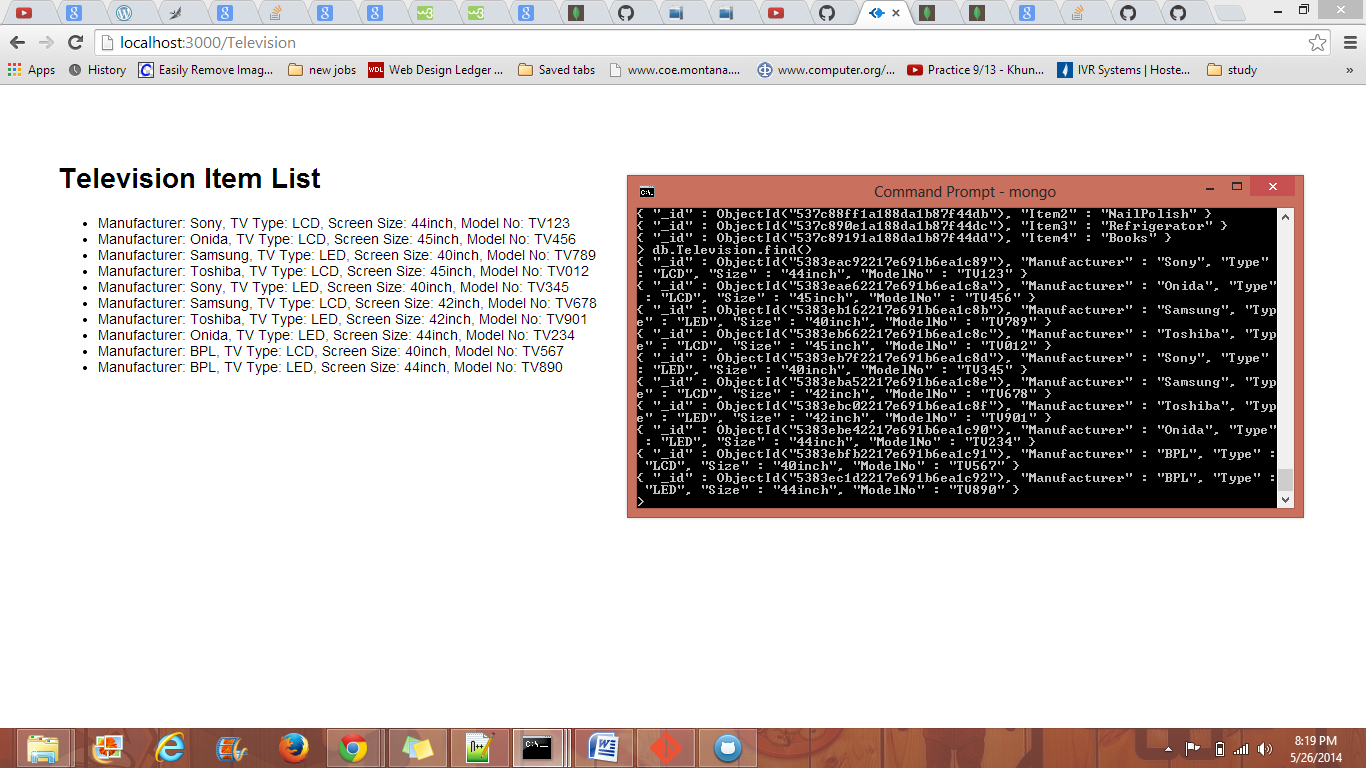 localhost:3000/Television
Apps
History
Easily Remove Imag...
new jobs
WDL
Web Design Ledger ...
Saved tabs
www.coe.montana....
www.computer.org/...
Practice 9/13 - Khun...
IVR Systems | Hoste...
study
»
Television Item List
Manufacturer: Sony, TV Type: LCD, Screen Size: 44inch, Model No: TV123
Manufacturer: Onida, TV Type: LCD, Screen Size: 45inch, Model No: TV456
Manufacturer: Samsung, TV Type: LED, Screen Size: 40inch, Model No: TV789
Manufacturer: Toshiba, TV Type: LCD, Screen Size: 45inch, Model No: TV012
Manufacturer: Sony, TV Type: LED, Screen Size: 40inch, Model No: TV345
Manufacturer: Samsung, TV Type: LCD, Screen Size: 42inch, Model No: TV678
Manufacturer: Toshiba, TV Type: LED, Screen Size: 42inch, Model No: TV901
Manufacturer: Onida, TV Type: LED, Screen Size: 44inch, Model No: TV234
Manufacturer: BPL, TV Type: LCD, Screen Size: 40inch, Model No: TV567
Manufacturer: BPL, TV Type: LED, Screen Size: 44inch, Model No: TV890
Command Prompt - mongo
{ "_id" : ObjectId("537c88ff1a188da1b87f44db"), "Item2" : "NailPolish" }
{ "_id" : ObjectId("537c890e1a188da1b87f44dc"), "Item3" : "Refrigerator" }
{ "_id" : ObjectId("537c89191a188da1b87f44dd"), "Item4" : "Books" }
> db.Television.find()
{ "_id" : ObjectId("5383eac92217e691b6ea1c89"), "Manufacturer" : "Sony", "Type" :
"LCD", "Size" : "44inch", "ModelNo" : "TV123" }
{ "_id" : ObjectId("5383eae62217e691b6ea1c8a"), "Manufacturer" : "Onida", "Type"
: "LCD", "Size" : "45inch", "ModelNo" : "TV456" }
{ "_id" : ObjectId("5383eb162217e691b6ea1c8b"), "Manufacturer" : "Samsung", "Typ
e" : "LED", "Size" : "40inch", "ModelNo" : "TV789" }
{ "_id" : ObjectId("5383eb662217e691b6ea1c8c"), "Manufacturer" : "Toshiba", "Typ
e" : "LCD", "Size" : "45inch", "ModelNo" : "TV012" }
{ "_id" : ObjectId("5383eb7f2217e691b6ea1c8d"), "Manufacturer" : "Sony", "Type" :
"LED", "Size" : "40inch", "ModelNo" : "TV345" }
{ "_id" : ObjectId("5383eba52217e691b6ea1c8e"), "Manufacturer" : "Samsung", "Typ
e" : "LCD", "Size" : "42inch", "ModelNo" : "TV678" }
{ "_id" : ObjectId("5383ebc02217e691b6ea1c8f"), "Manufacturer" : "Toshiba", "Typ
e" : "LED", "Size" : "42inch", "ModelNo" : "TV901" }
{ "_id" : ObjectId("5383ebe42217e691b6ea1c90"), "Manufacturer" : "Onida", "Type"
: "LED", "Size" : "44inch", "ModelNo" : "TV234" }
{ "_id" : ObjectId("5383ebfb2217e691b6ea1c91"), "Manufacturer" : "BPL", "Type" :
"LCD", "Size" : "40inch", "ModelNo" : "TV567" }
{ "_id" : ObjectId("5383ec1d2217e691b6ea1c92"), "Manufacturer" : "BPL", "Type" :
"LED", "Size" : "44inch", "ModelNo" : "TV890" }
>
8:19 PM
5/26/2014